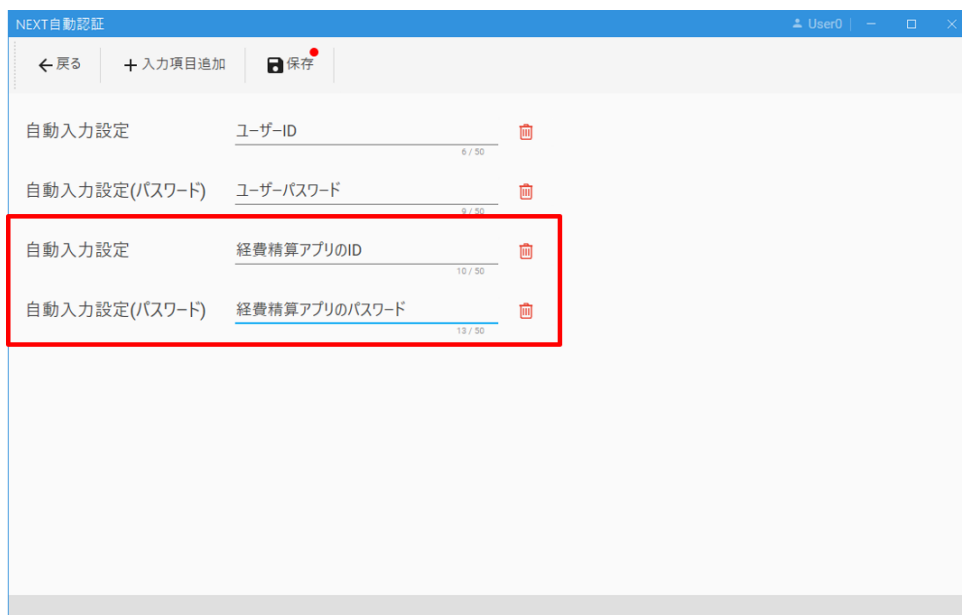 NEXT自動認証 User0
戻る 入力項目追加 保存
自動入力設定 ユーザーID
6 / 50
自動入力設定(パスワード) ユーザーパスワード
9 / 50
自動入力設定 経費精算アプリのID
10 / 50
自動入力設定(パスワード) 経費精算アプリのパスワード
13 / 50